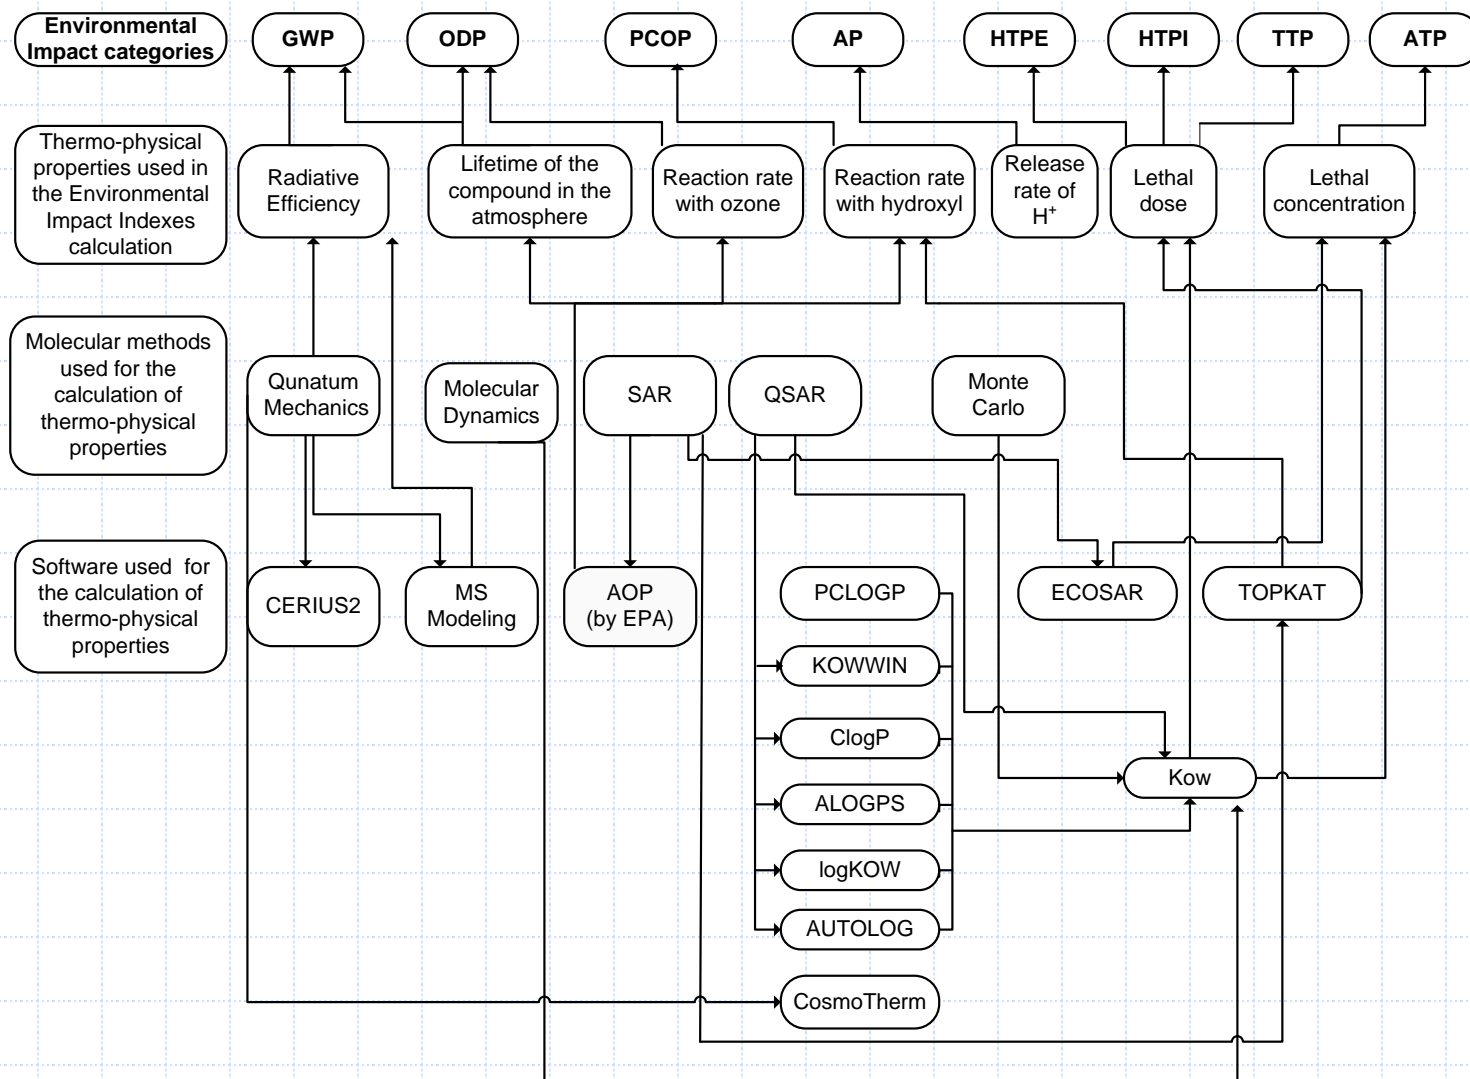 Environmental
Impact categories
GWP
ODP
PCOP
AP
HTPE
HTPI
TTP
ATP
Thermo-physical
properties used in
the Environmental
Impact Indexes
calculation
Radiative
Efficiency
Lifetime of the
compound in the
atmosphere
Reaction rate
with ozone
Reaction rate
with hydroxyl
Release
rate of
H+
Lethal
dose
Lethal
concentration
Molecular methods
used for the
calculation of
thermo-physical
properties
Qunatum
Mechanics
Molecular
Dynamics
SAR
QSAR
Monte
Carlo
Software used for
the calculation of
thermo-physical
properties
CERIUS2
MS
Modeling
AOP
(by EPA)
PCLOGP
ECOSAR
TOPKAT
KOWWIN
ClogP
Kow
ALOGPS
logKOW
AUTOLOG
CosmoTherm